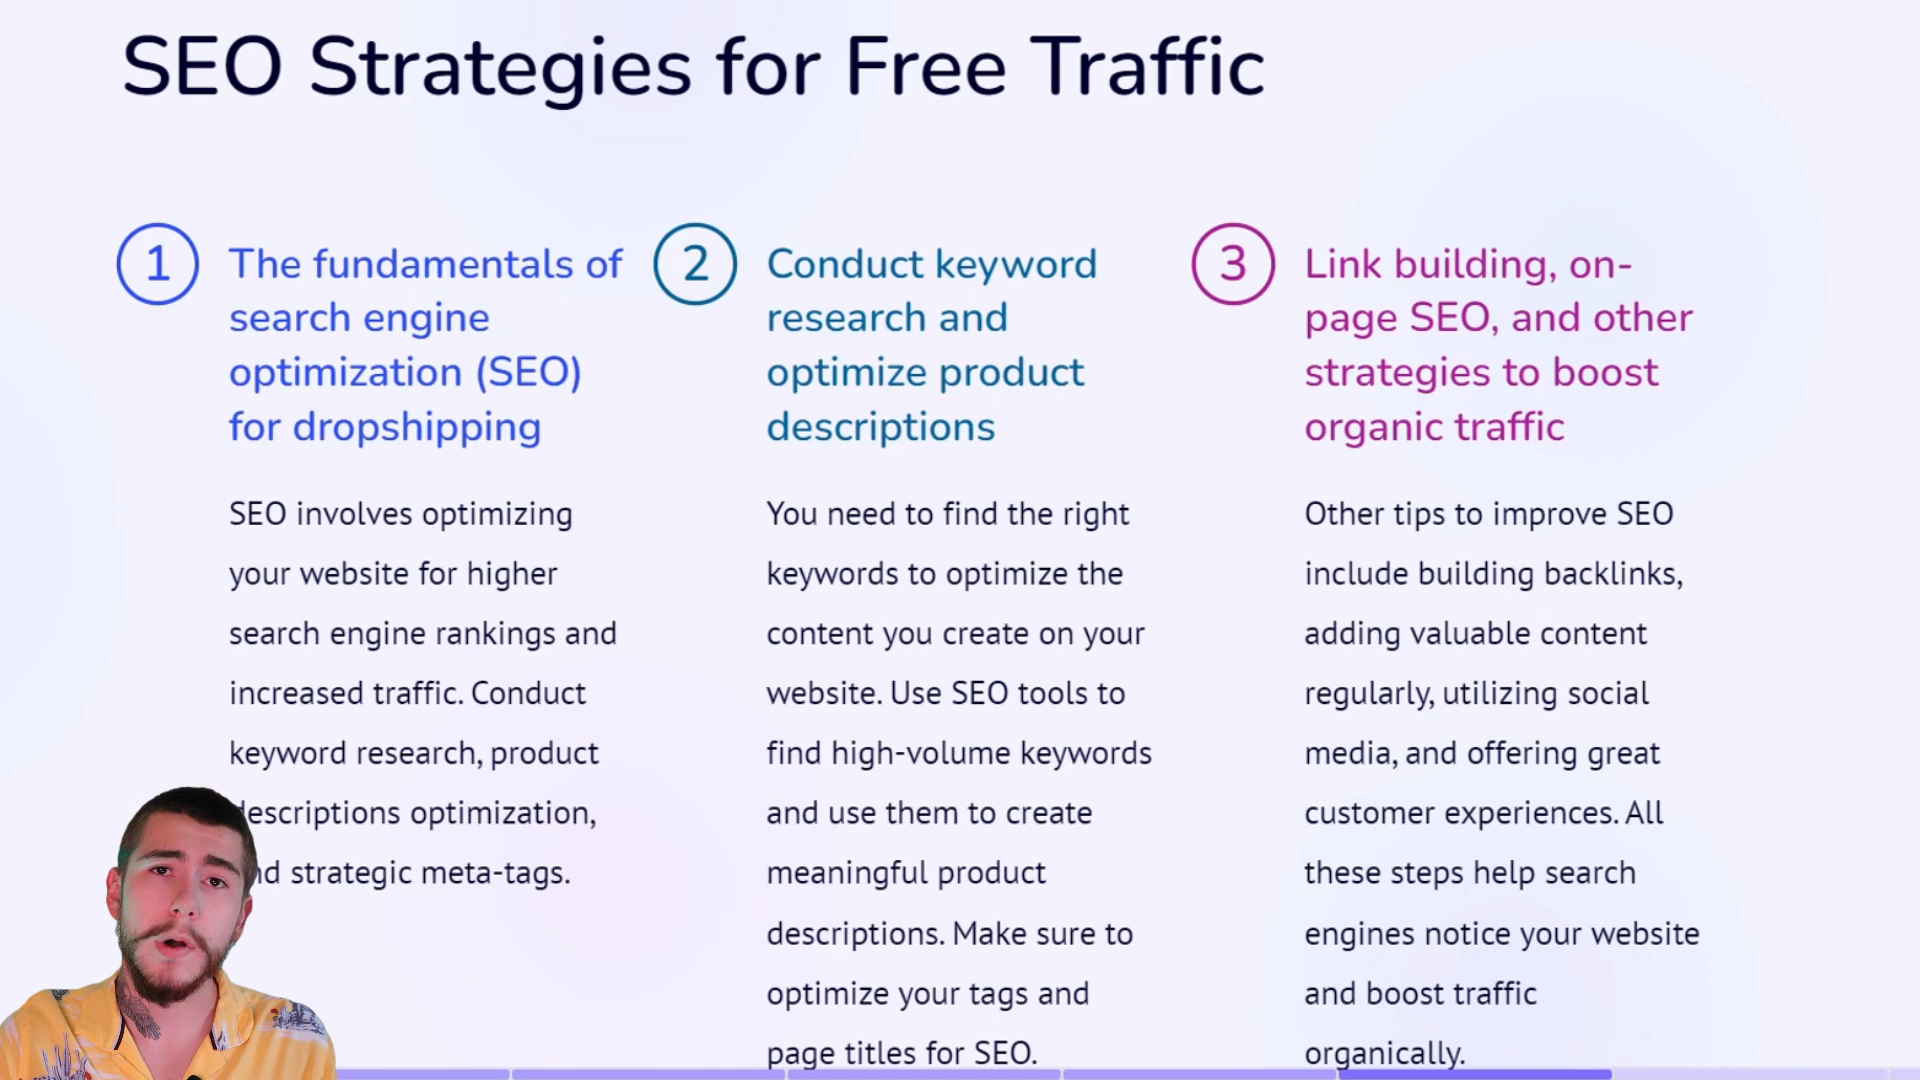 SEO Strategies for Free Traffic
1
The fundamentals of
search engine
optimization (SEO)
for dropshipping
SEO involves optimizing
your website for higher
search engine rankings and
increased traffic. Conduct
keyword research, product
descriptions optimization,
and strategic meta-tags.
2
Conduct keyword
research and
optimize product
descriptions
You need to find the right
keywords to optimize the
content you create on your
website. Use SEO tools to
find high-volume keywords
and use them to create
meaningful product
descriptions. Make sure to
optimize your tags and
page titles for SEO.
3
Link building, on-
page SEO, and other
strategies to boost
organic traffic
Other tips to improve SEO
include building backlinks,
adding valuable content
regularly, utilizing social
media, and offering great
customer experiences. All
these steps help search
engines notice your website
and boost traffic
organically.